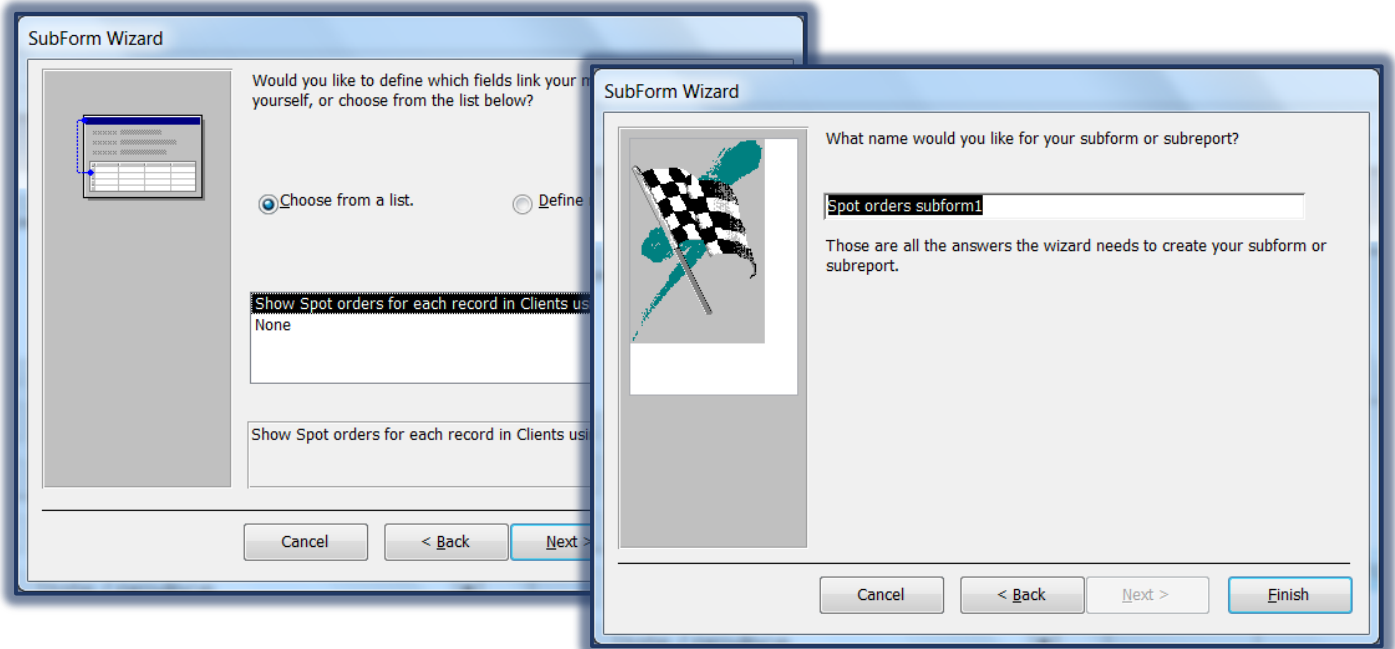 SubForm Wizard
Would you like to define which fields link your
yourself, or choose from the list below?
Choose from a list.
Define
Show Spot orders for each record in Clients
None
Show Spot orders for each record in Clients
Cancel
< Back
Next >
SubForm Wizard
What name would you like for your subform or subreport?
Spot orders subform1
Those are all the answers the wizard needs to create your subform or
subreport.
Cancel
< Back
Next >
Finish